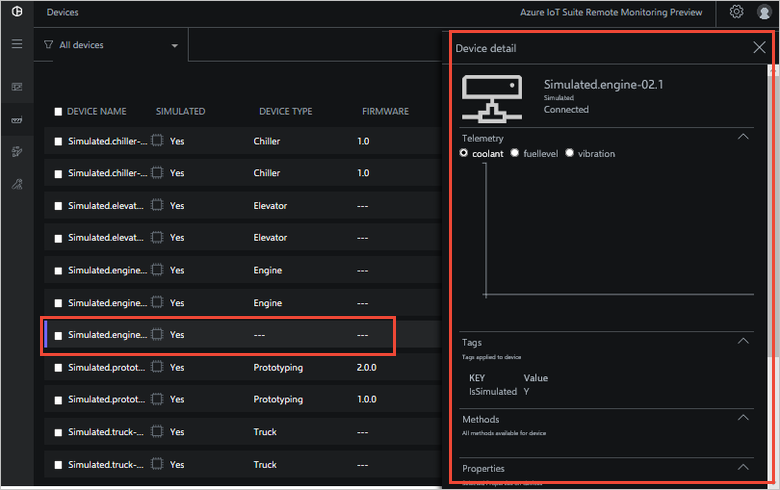 Devices
Azure IoT Suite Remote Monitoring Preview
All devices
DEVICE NAME SIMULATED DEVICE TYPE FIRMWARE
Simulated.chiller-... Yes Chiller 1.0
Simulated.chiller-... Yes Chiller 1.0
Simulated.elevat... Yes Elevator ---
Simulated.elevat... Yes Elevator ---
Simulated.engine... Yes Engine ---
Simulated.engine... Yes Engine ---
Simulated.engine... Yes --- ---
Simulated.protot... Yes Prototyping 2.0.0
Simulated.protot... Yes Prototyping 1.0.0
Simulated.truck-... Yes Truck ---
Simulated.truck-... Yes Truck ---
Device detail
Simulated.engine-02.1
Simulated
Connected
Telemetry
coolant fuellevel vibration
Tags
Tags applied to device
KEY Value
IsSimulated Y
Methods
All methods available for device
Properties
Selected Properties on devices